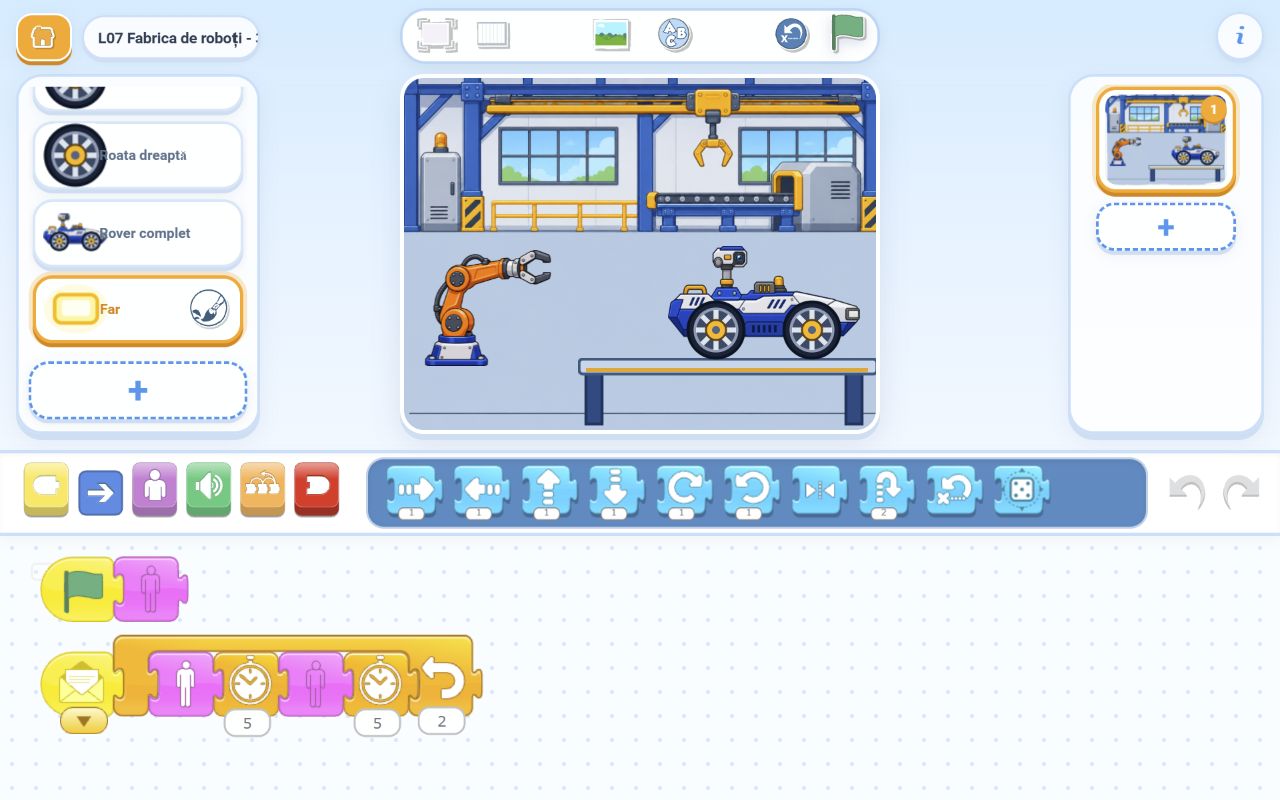 L07 Fabrica de roboți -
A B C
x
i
Roata dreaptă
Rover complet
Far
+
1
+
1
1
1
1
1
1
2
x
5
5
2